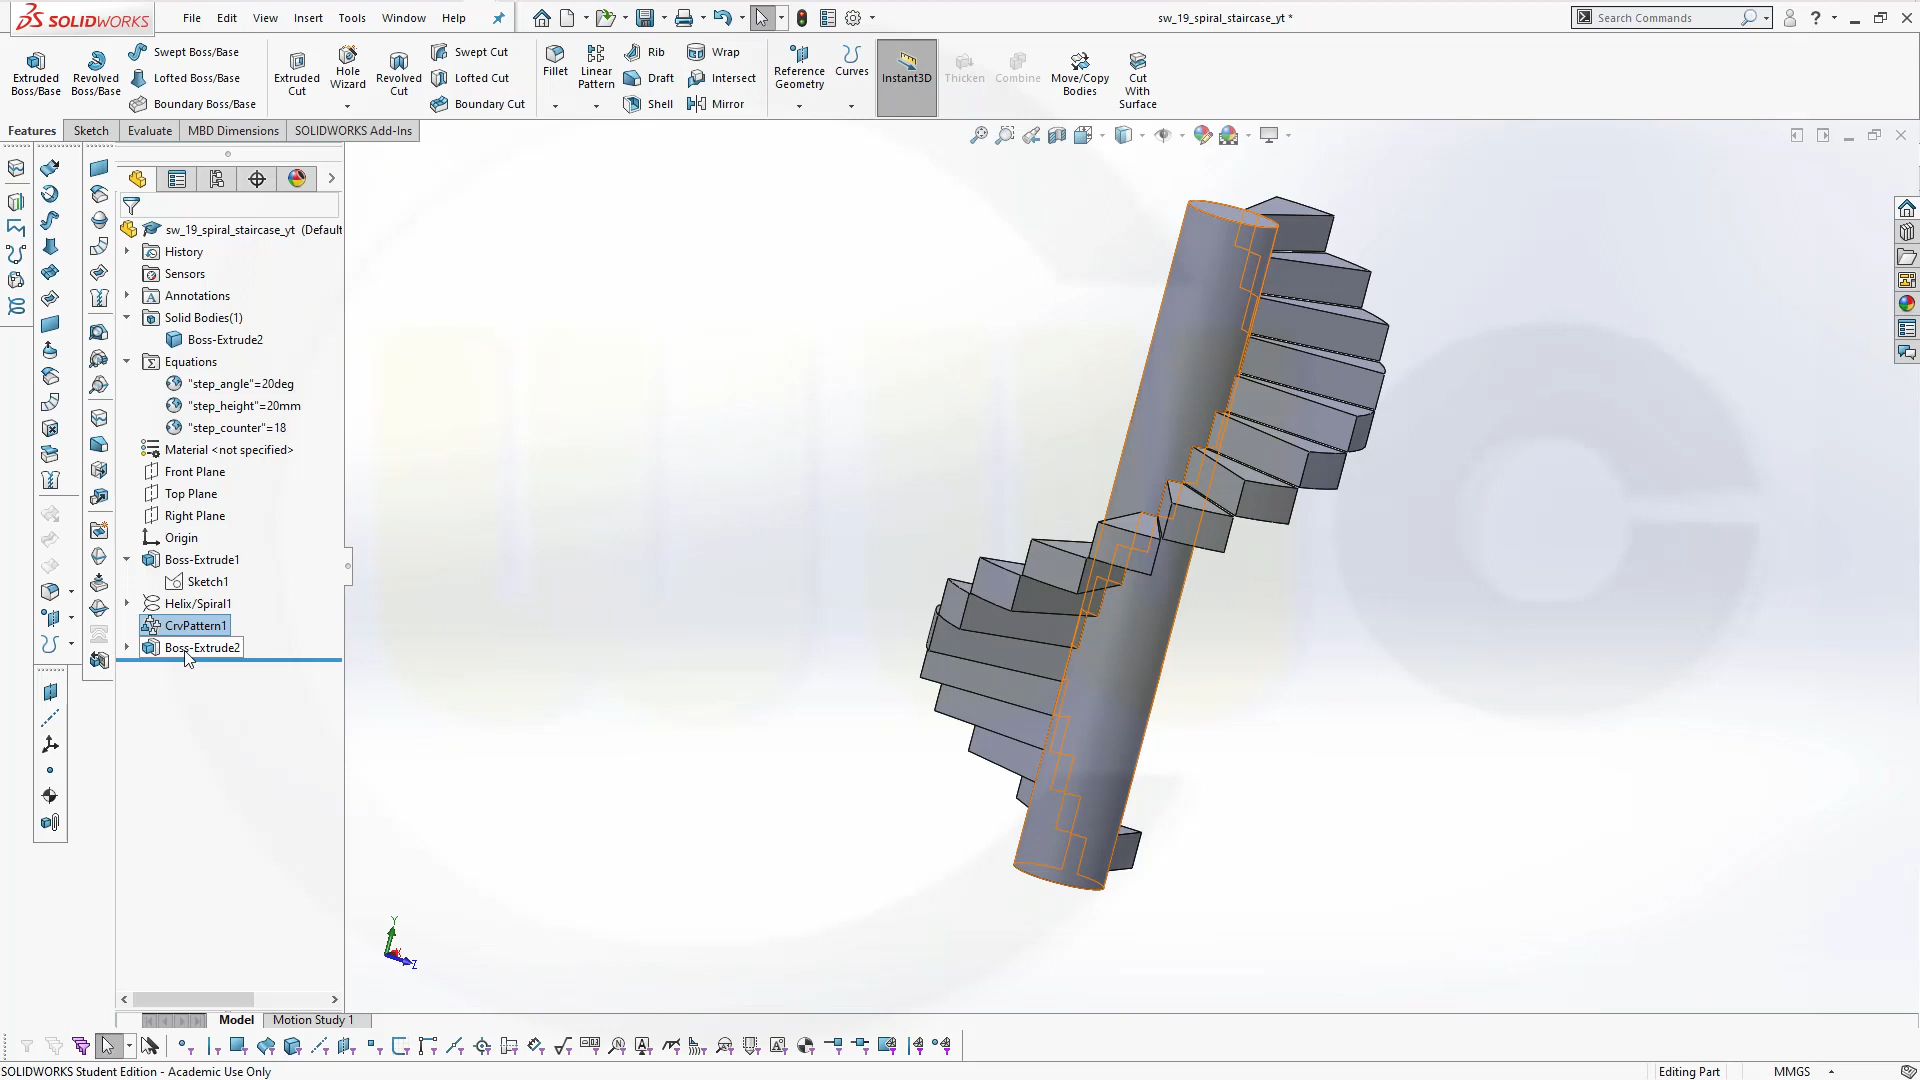 SOLIDWORKS
File Edit View Insert Tools Window Help
sw_19_spiral_staircase_yt *
Search Commands
Extruded Boss/Base
Revolved Boss/Base
Swept Boss/Base
Lofted Boss/Base
Boundary Boss/Base
Extruded Cut
Hole Wizard
Revolved Cut
Swept Cut
Lofted Cut
Boundary Cut
Fillet
Linear Pattern
Rib
Draft
Shell
Wrap
Intersect
Mirror
Reference Geometry
Curves
Instant3D
Thicken
Combine
Move/Copy Bodies
Cut With Surface
Features Sketch Evaluate MBD Dimensions SOLIDWORKS Add-Ins
sw_19_spiral_staircase_yt (Default
History
Sensors
Annotations
Solid Bodies(1)
Boss-Extrude2
Equations
"step_angle"=20deg
"step_height"=20mm
"step_counter"=18
Material <not specified>
Front Plane
Top Plane
Right Plane
Origin
Boss-Extrude1
Sketch1
Helix/Spiral1
CrvPattern1
Boss-Extrude2
Y
Z
Model Motion Study 1
SOLIDWORKS Student Edition - Academic Use Only
Editing Part
MMGS